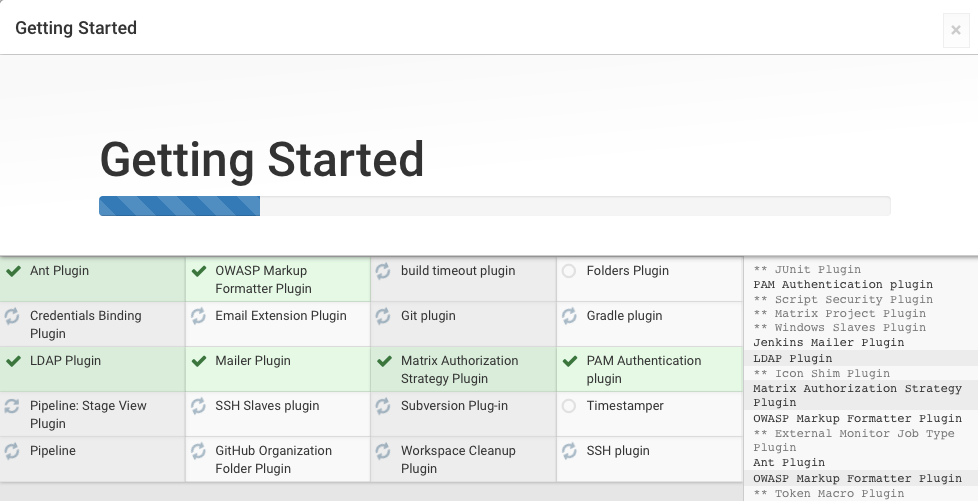 Getting Started
×
Getting Started
Ant Plugin
OWASP Markup
Formatter Plugin
build timeout plugin
Folders Plugin
Credentials Binding
Plugin
Email Extension Plugin
Git plugin
Gradle plugin
LDAP Plugin
Mailer Plugin
Matrix Authorization
Strategy Plugin
PAM Authentication
plugin
Pipeline: Stage View
Plugin
SSH Slaves plugin
Subversion Plug-in
Timestamper
Pipeline
GitHub Organization
Folder Plugin
Workspace Cleanup
Plugin
SSH plugin
** JUnit Plugin
PAM Authentication plugin
** Script Security Plugin
** Matrix Project Plugin
** Windows Slaves Plugin
Jenkins Mailer Plugin
LDAP Plugin
** Icon Shim Plugin
Matrix Authorization Strategy
Plugin
OWASP Markup Formatter Plugin
** External Monitor Job Type
Plugin
Ant Plugin
OWASP Markup Formatter Plugin
** Token Macro Plugin